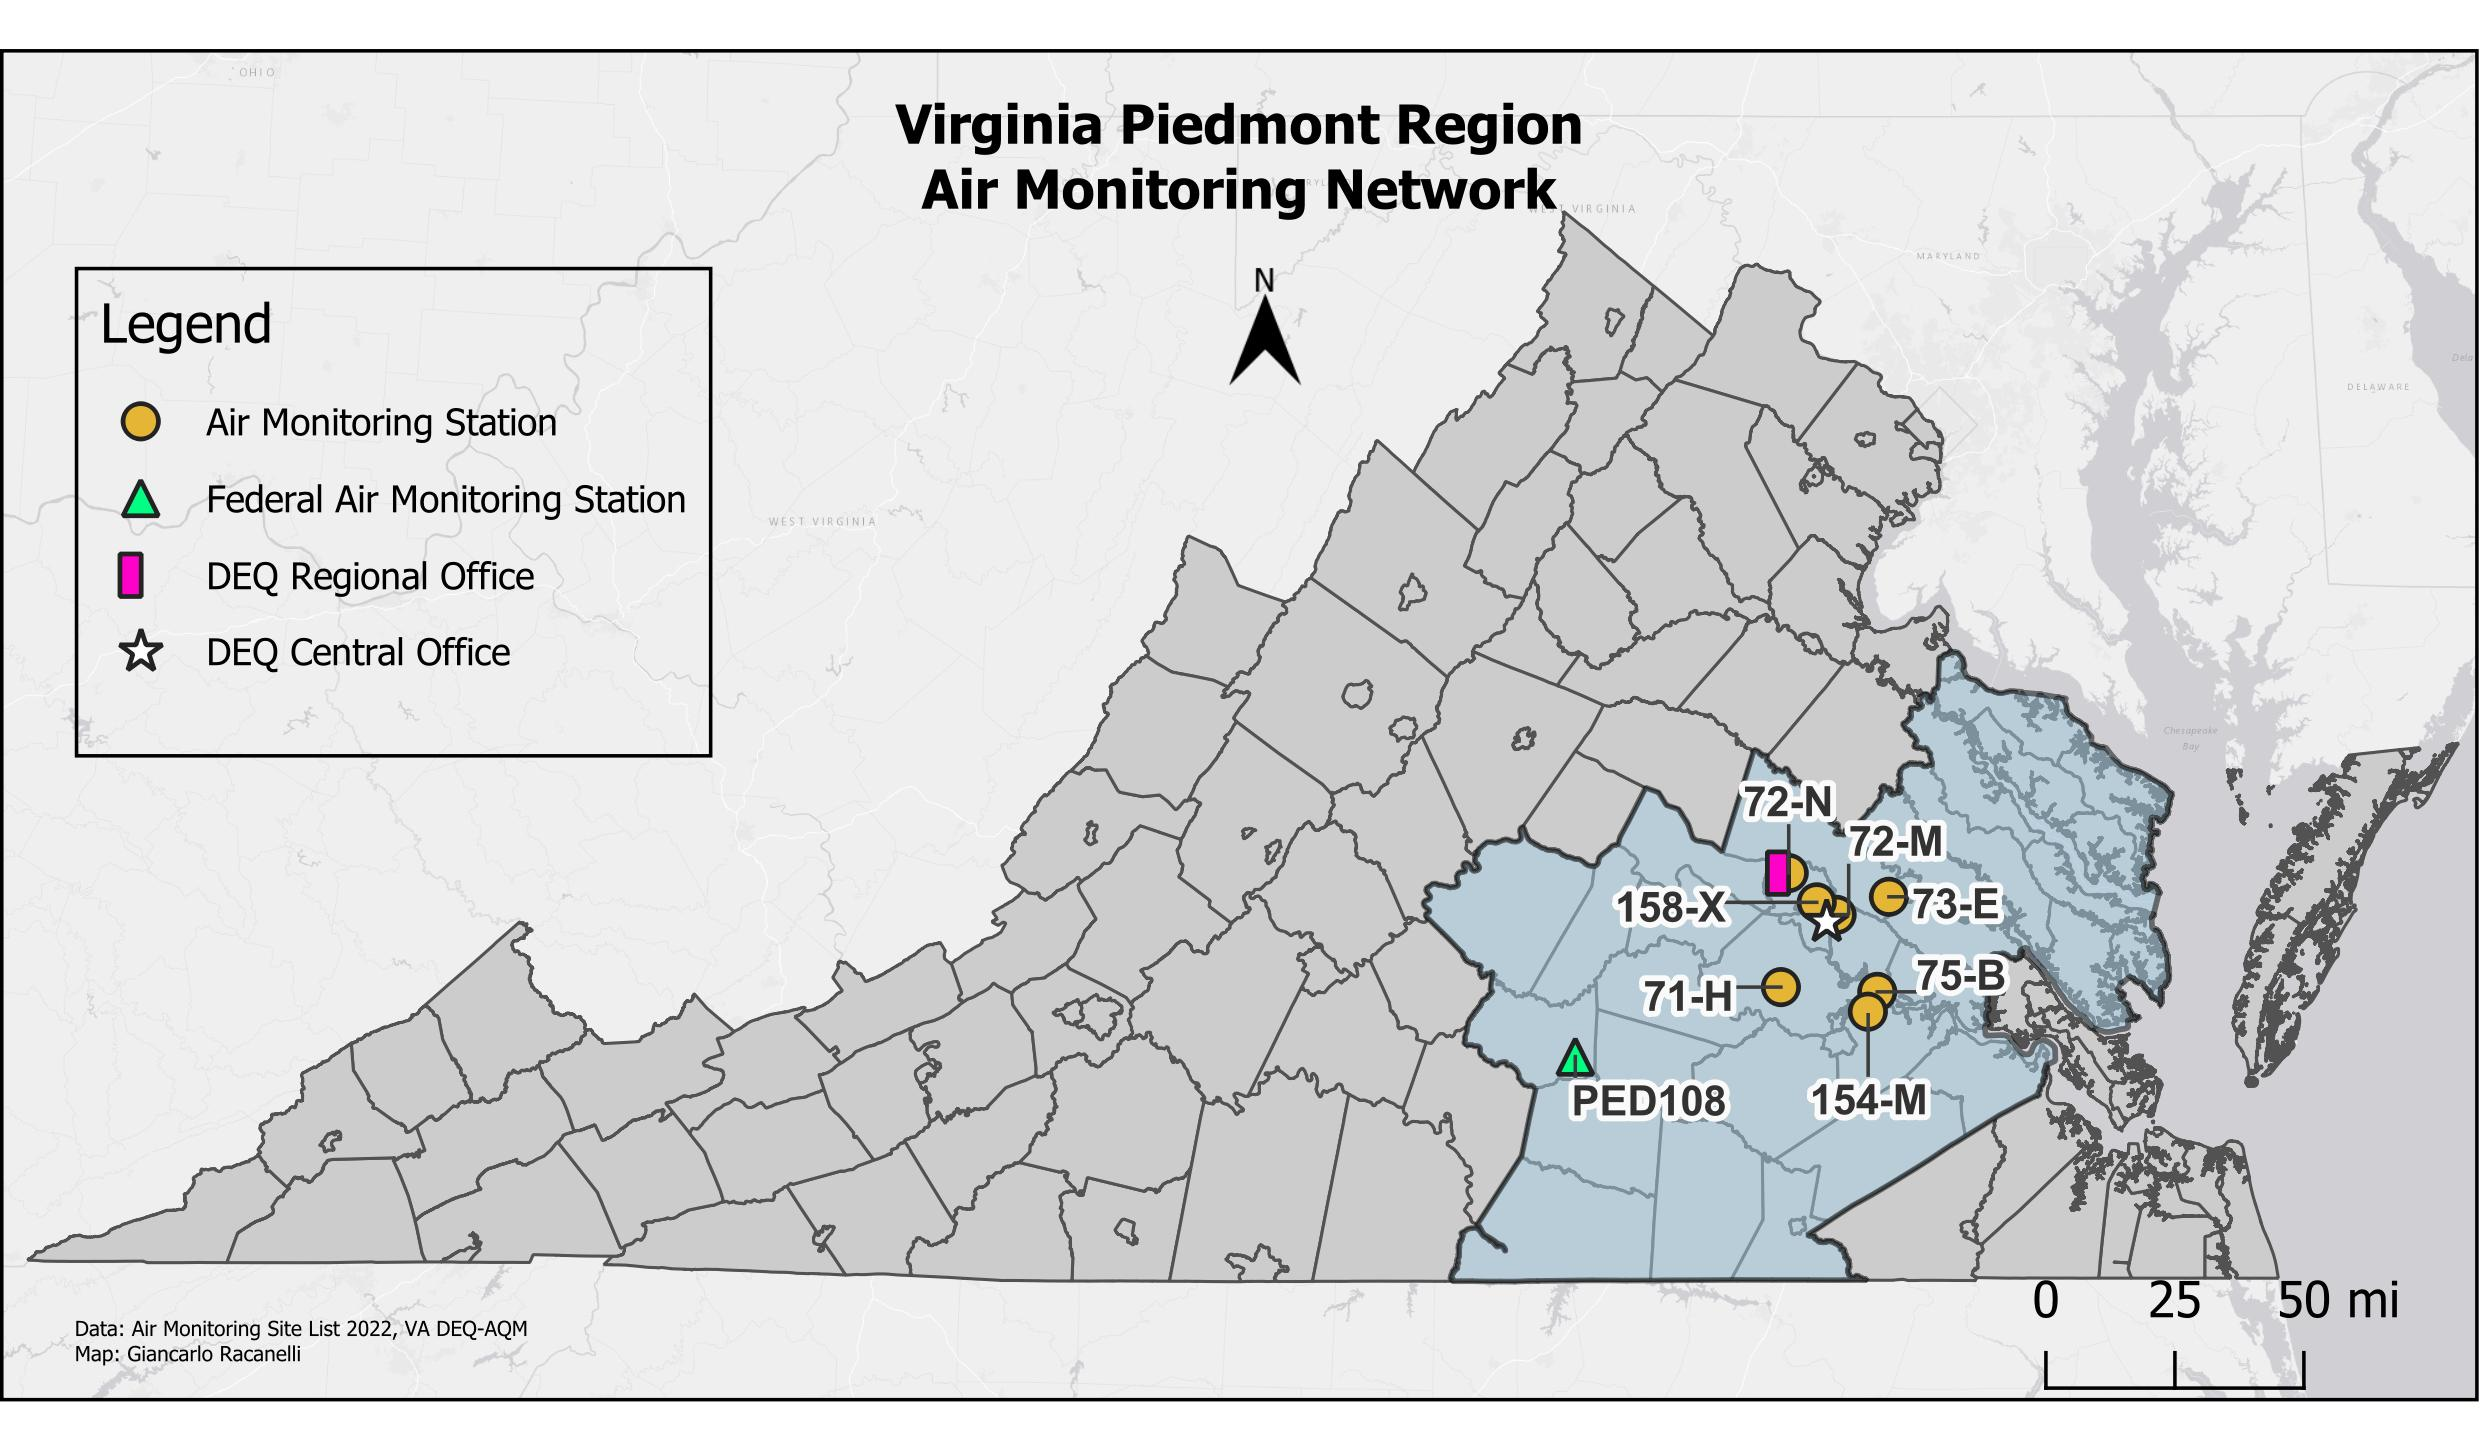 OHIO
Virginia Piedmont Region
Air Monitoring Network
WEST VIRGINIA
N
MARYLAND
Legend
Air Monitoring Station
Federal Air Monitoring Station
DEQ Regional Office
DEQ Central Office
DELAWARE
WEST VIRGINIA
Chesapeake
Bay
72-N
72-M
158-X
73-E
75-B
71-H
PED108
154-M
0 25 50 mi
Data: Air Monitoring Site List 2022, VA DEQ-AQM
Map: Giancarlo Racanelli